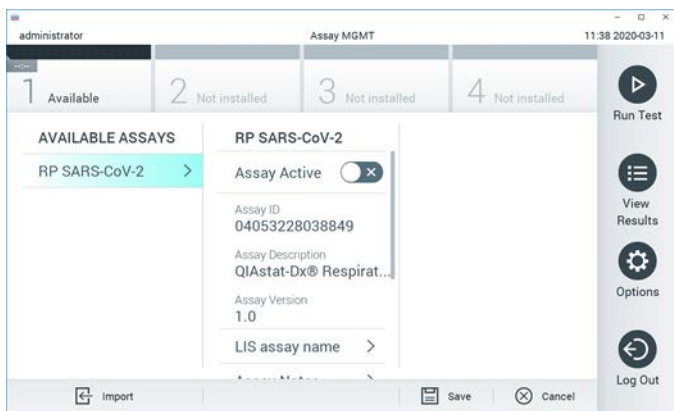 administrator Assay MGMT 11:38 2020-03-11
1 Available 2 Not installed 3 Not installed 4 Not installed
Run Test
AVAILABLE ASSAYS
RP SARS-CoV-2
RP SARS-CoV-2
Assay Active
Assay ID
04053228038849
Assay Description
QIAstat-Dx® Respirat...
Assay Version
1.0
LIS assay name
View
Results
Options
Log Out
Import Save Cancel